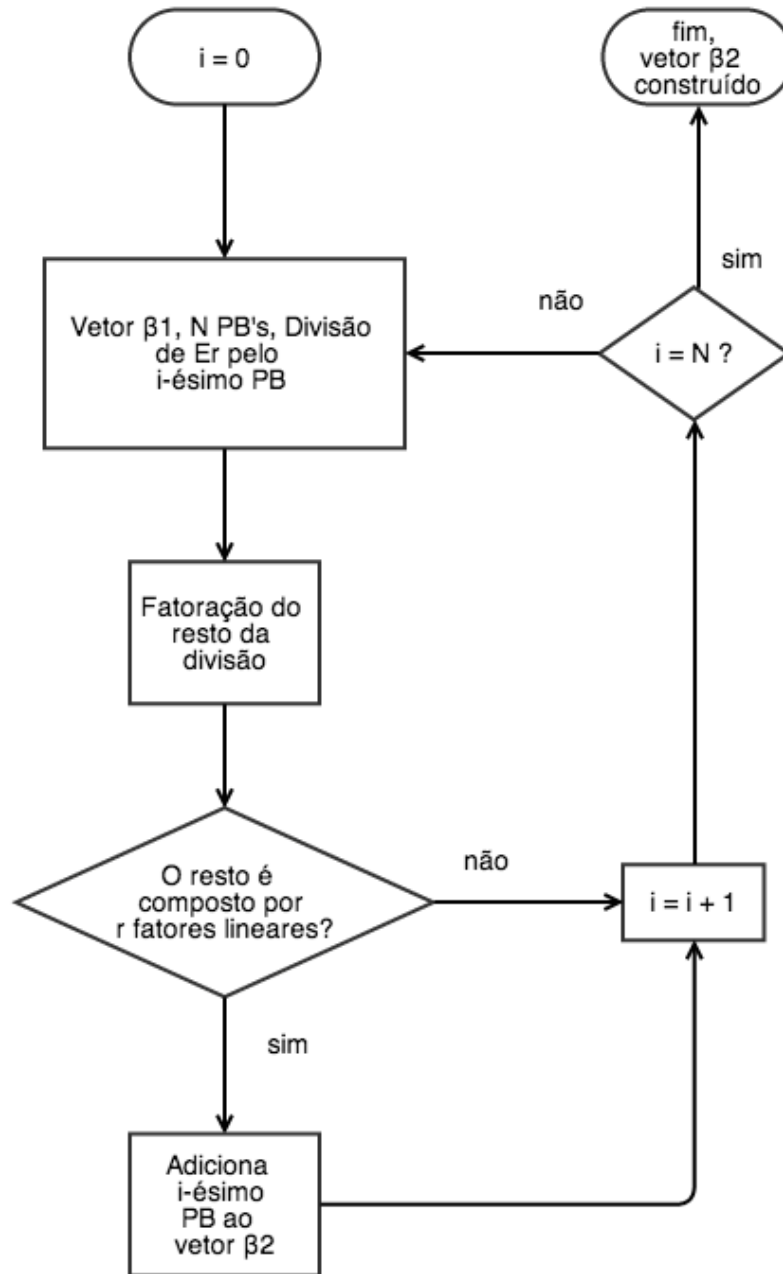 i = 0
fim,
vetor β2
construído
sim
não
Vetor β1, N PB's, Divisão
de Er pelo
i-ésimo PB
i = N ?
Fatoração do
resto da
divisão
não
O resto é
composto por
r fatores lineares?
i = i + 1
sim
Adiciona
i-ésimo
PB ao
vetor β2